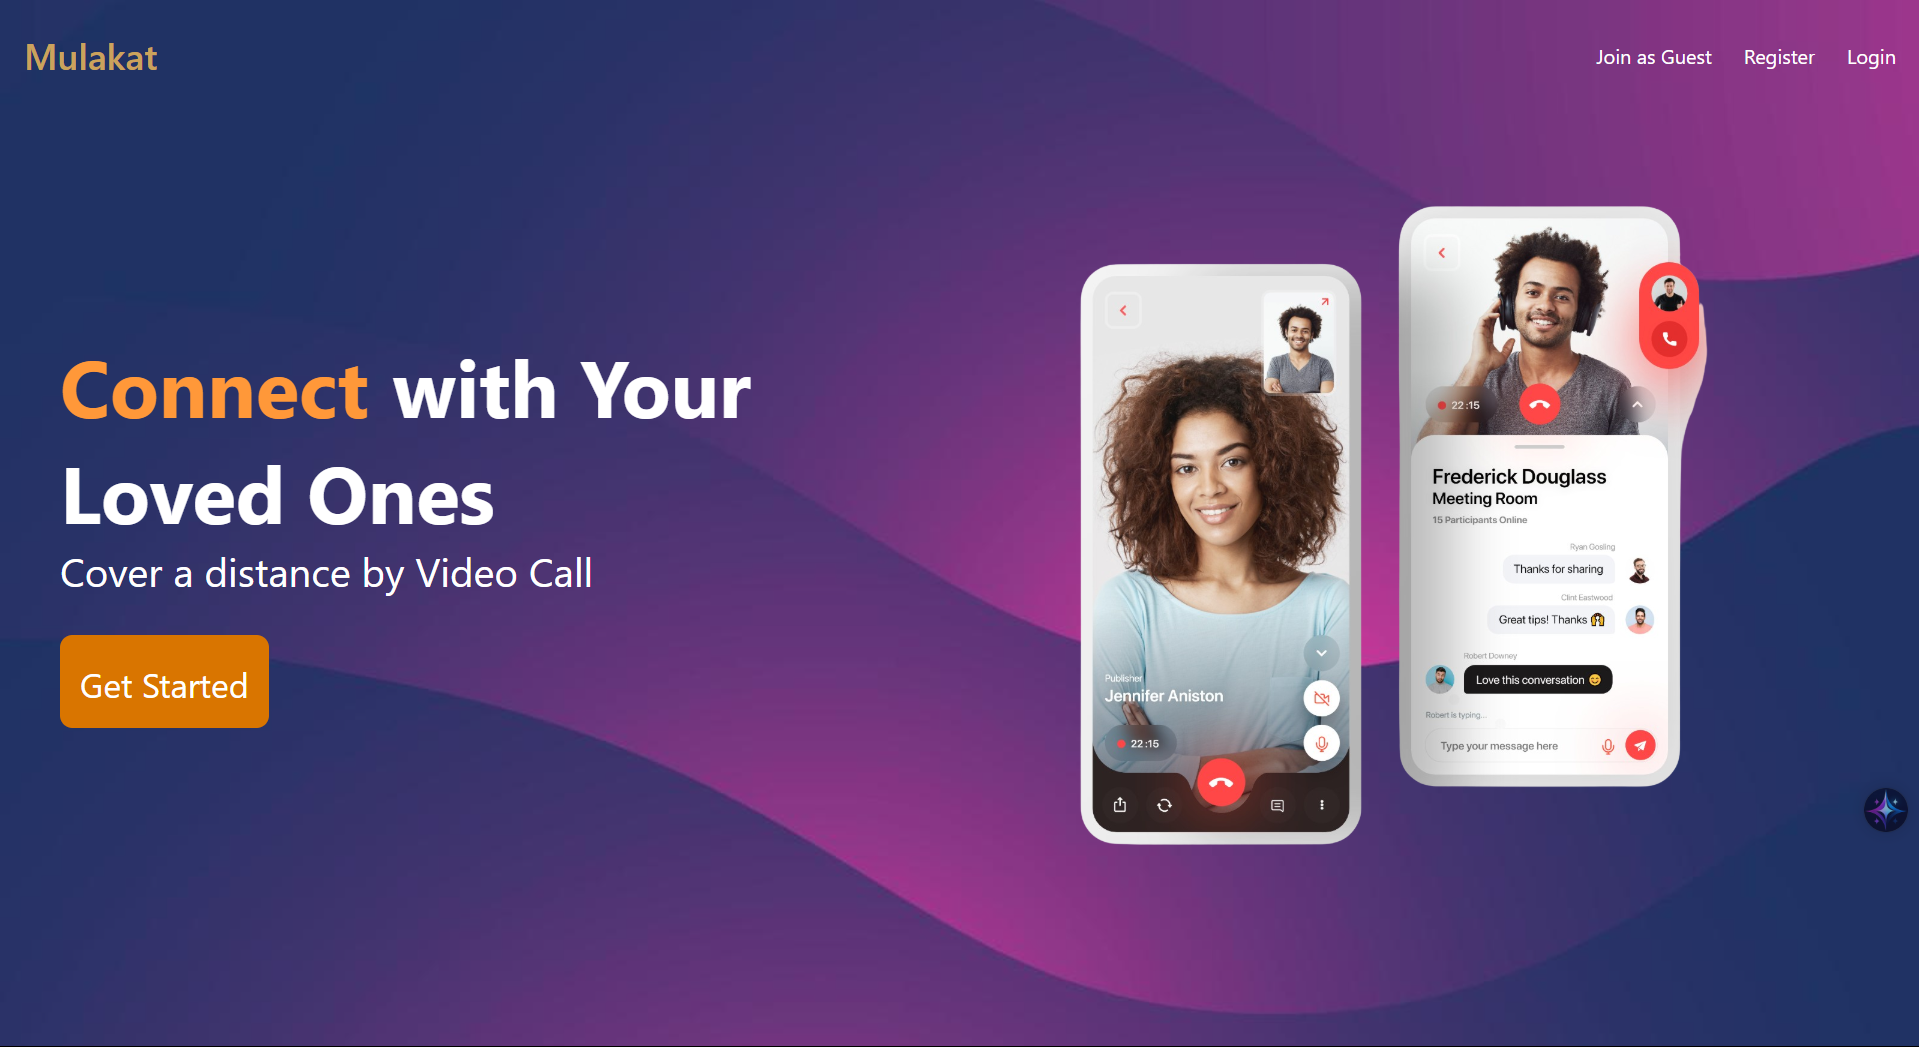 Mulakat
Join as Guest
Register
Login
Connect with Your
Loved Ones
Cover a distance by Video Call
Get Started
Publisher
Jennifer Aniston
22:15
22:15
Frederick Douglass
Meeting Room
15 Participants Online
Ryan Gosling
Thanks for sharing
Clint Eastwood
Great tips! Thanks 🙌
Robert Downey
Love this conversation 😊
Robert is typing...
Type your message here